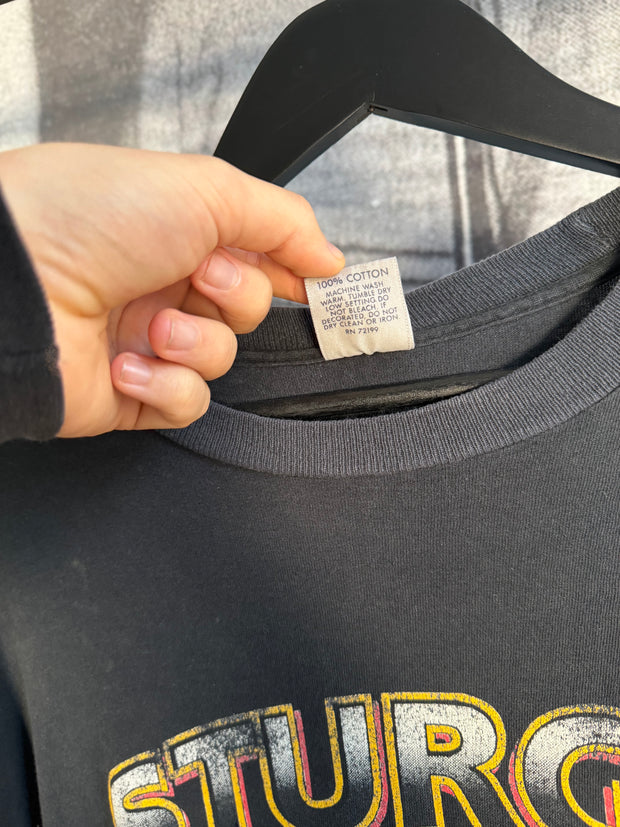 100% COTTON
MACHINE WASH
WARM, TUMBLE DRY
LOW SETTING DO
NOT BLEACH. IF
DECORATED, DO NOT
DRY CLEAN OR IRON.
RN 72199
STURG